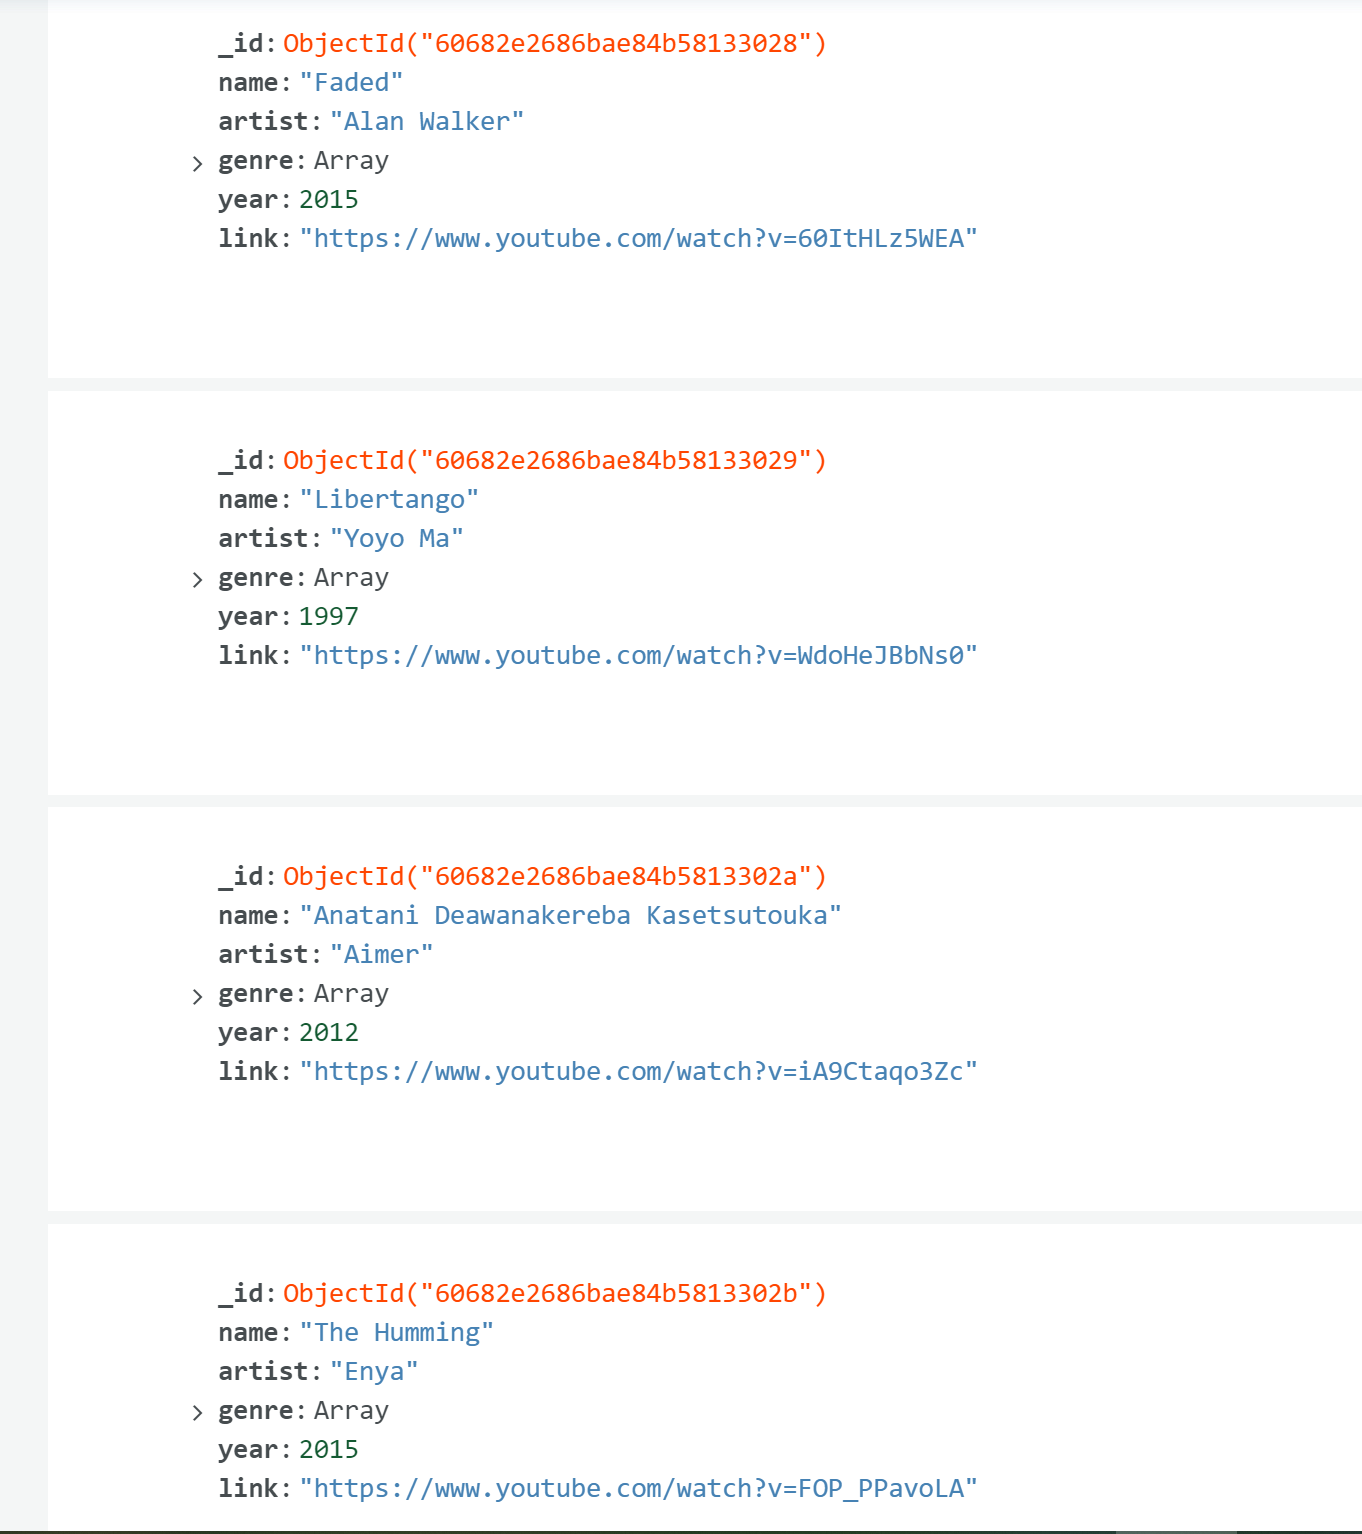 _id: ObjectId("60682e2686bae84b58133028")
name: "Faded"
artist: "Alan Walker"
> genre: Array
year: 2015
link: "https://www.youtube.com/watch?v=60ItHLz5WEA"
_id: ObjectId("60682e2686bae84b58133029")
name: "Libertango"
artist: "Yoyo Ma"
> genre: Array
year: 1997
link: "https://www.youtube.com/watch?v=WdoHeJBbNs0"
_id: ObjectId("60682e2686bae84b5813302a")
name: "Anatani Deawanakereba Kasetsutouka"
artist: "Aimer"
> genre: Array
year: 2012
link: "https://www.youtube.com/watch?v=iA9Ctaqo3Zc"
_id: ObjectId("60682e2686bae84b5813302b")
name: "The Humming"
artist: "Enya"
> genre: Array
year: 2015
link: "https://www.youtube.com/watch?v=FOP_PPavoLA"